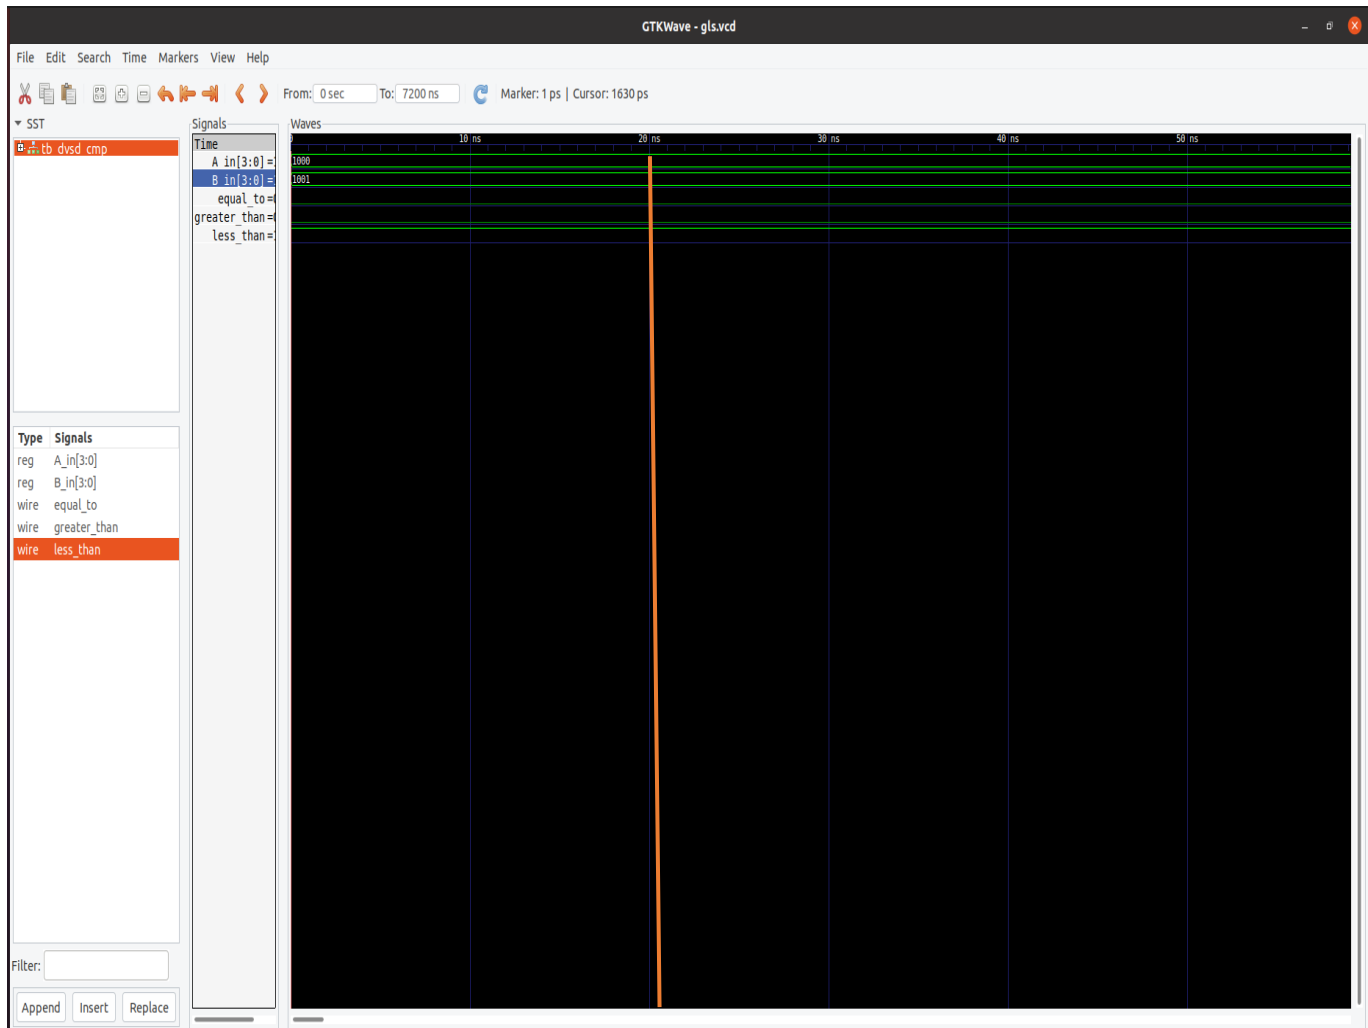 GTKWave - gls.vcd
File Edit Search Time Markers View Help
From: 0 sec To: 7200 ns Marker: 1 ps | Cursor: 1630 ps
SST
tb_dvsd_cmp
Signals
Time
A_in[3:0]=
B_in[3:0]=
equal_to=
greater_than=
less_than=
Waves
10 ns 20 ns 30 ns 40 ns 50 ns
1000
1001
Type Signals
reg A_in[3:0]
reg B_in[3:0]
wire equal_to
wire greater_than
wire less_than
Filter:
Append Insert Replace